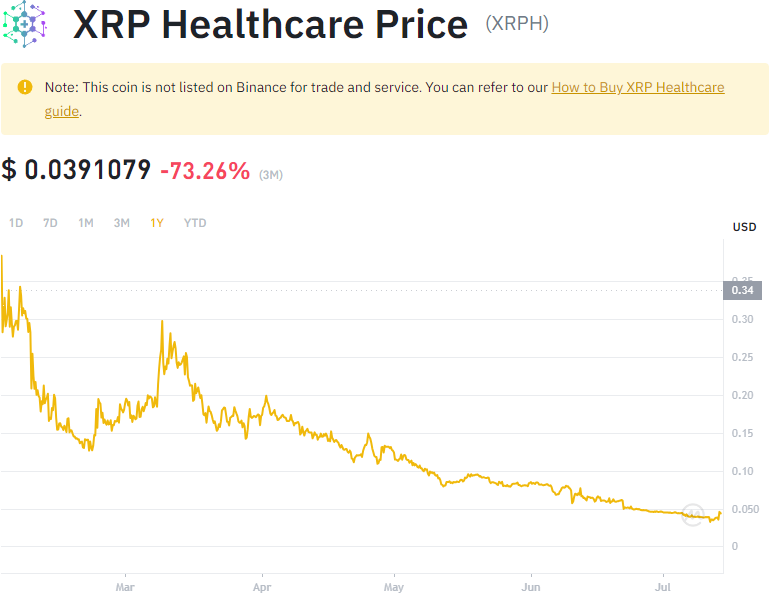 XRP Healthcare Price (XRPH)
Note: This coin is not listed on Binance for trade and service. You can refer to our How to Buy XRP Healthcare
guide.
$ 0.0391079 -73.26% (3M)
1D 7D 1M 3M 1Y YTD
USD
0.35
0.34
0.30
0.25
0.20
0.15
0.10
0.050
0
Mar Apr May Jun Jul